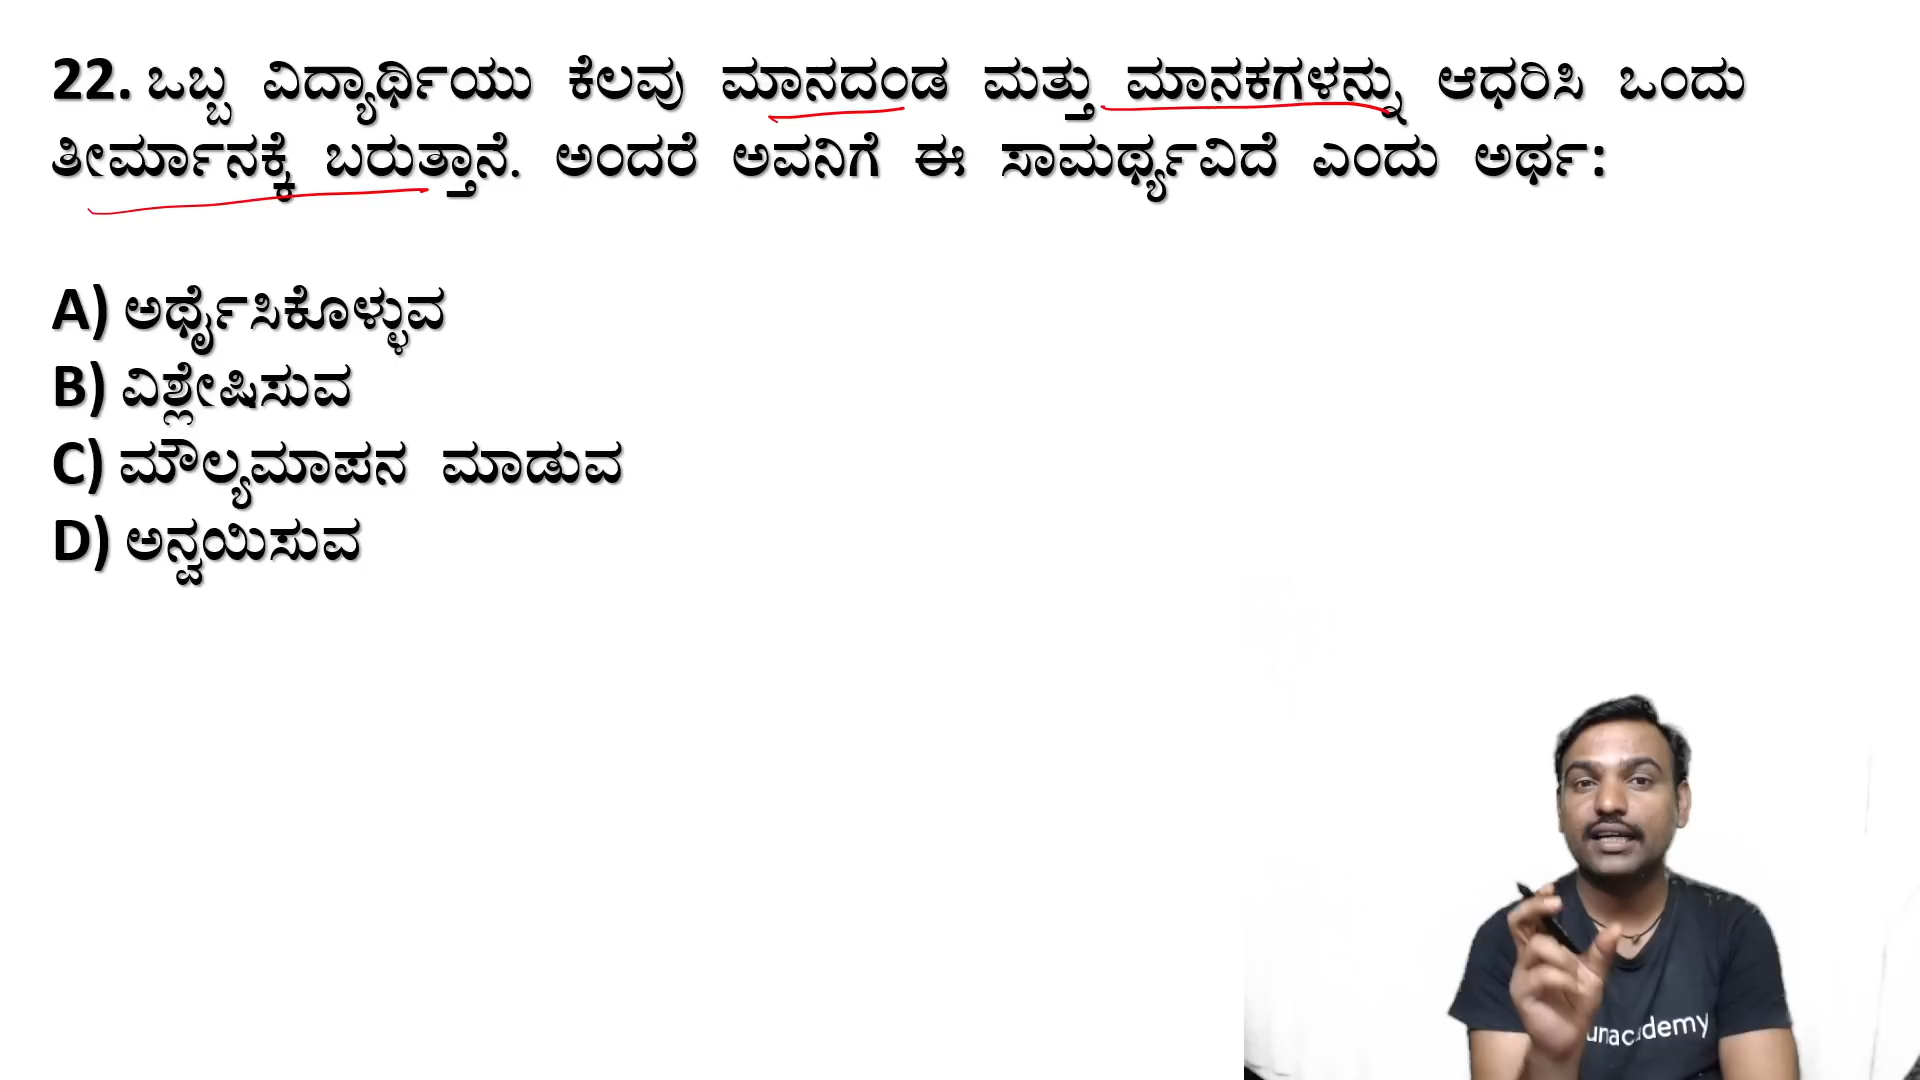 22. ಒಬ್ಬ ವಿದ್ಯಾರ್ಥಿಯು ಕೆಲವು ಮಾನದಂಡ ಮತ್ತು ಮಾನಕಗಳನ್ನು ಆಧರಿಸಿ ಒಂದು
ತೀರ್ಮಾನಕ್ಕೆ ಬರುತ್ತಾನೆ. ಅಂದರೆ ಅವನಿಗೆ ಈ ಸಾಮರ್ಥ್ಯವಿದೆ ಎಂದು ಅರ್ಥ:
A) ಅರ್ಥೈಸಿಕೊಳ್ಳುವ
B) ವಿಶ್ಲೇಷಿಸುವ
C) ಮೌಲ್ಯಮಾಪನ ಮಾಡುವ
D) ಅನ್ವಯಿಸುವ
unacademy